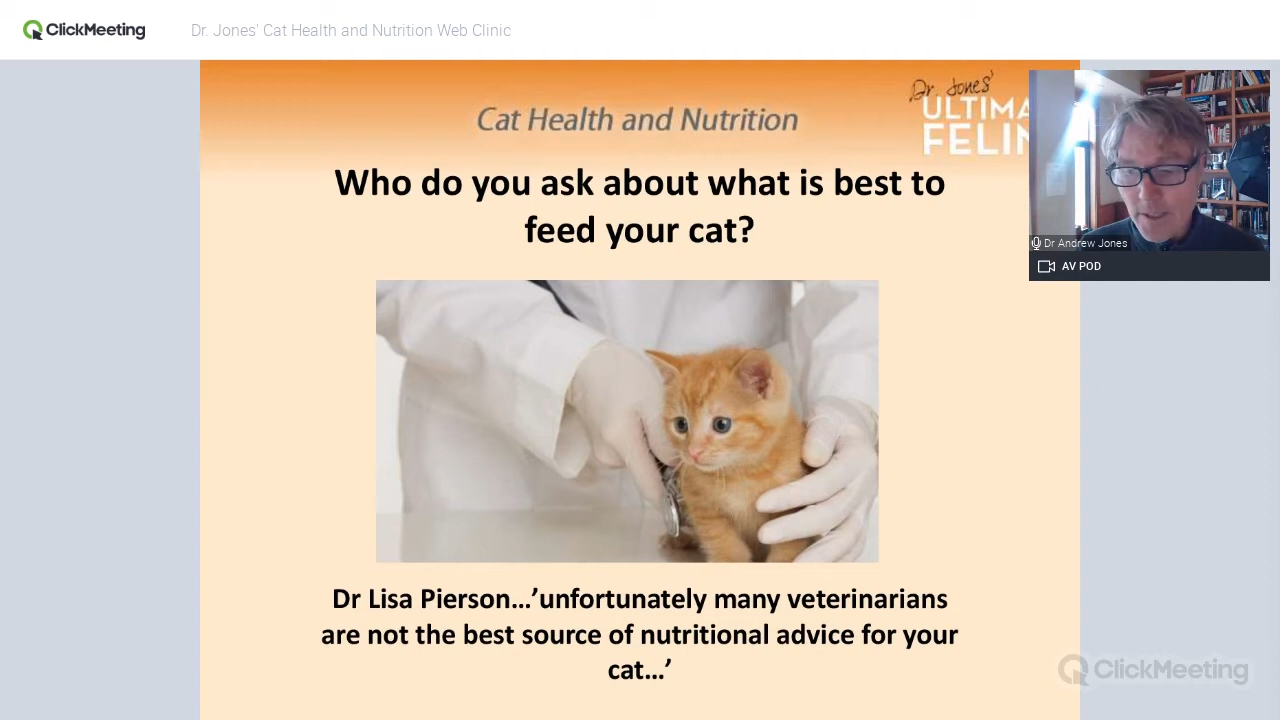 ClickMeeting
Dr. Jones' Cat Health and Nutrition Web Clinic
Dr. Jones'
ULTIMA
FELIN
Cat Health and Nutrition
Who do you ask about what is best to
feed your cat?
Dr Andrew Jones
AV POD
Dr Lisa Pierson…’unfortunately many veterinarians
are not the best source of nutritional advice for your
cat…’
ClickMeeting